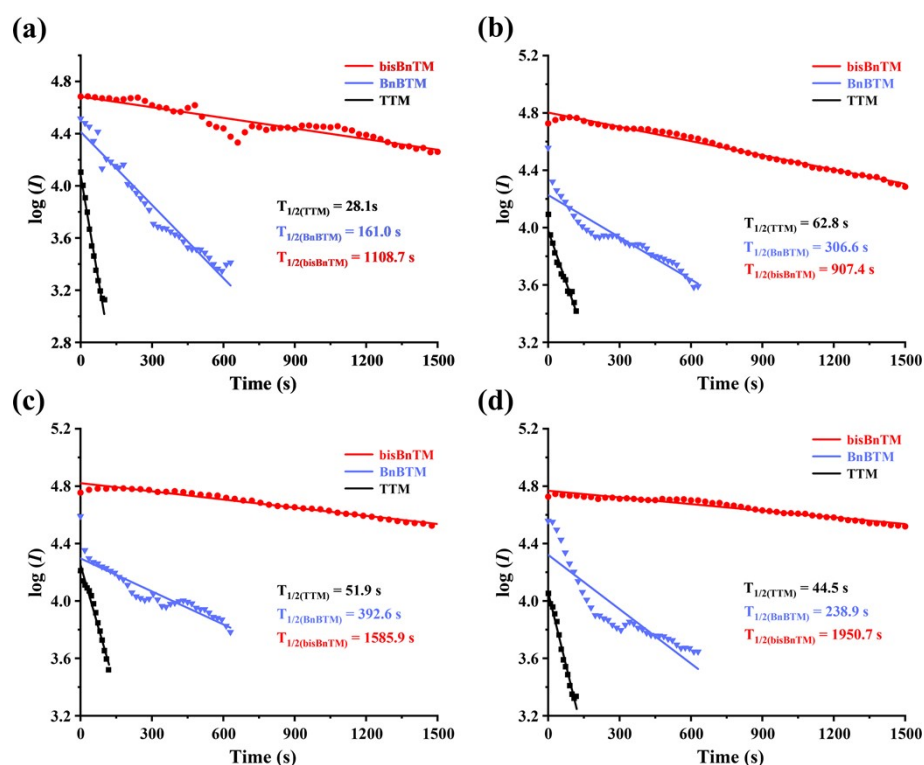 (a)
log (I)
4.8
4.4
4.0
3.6
3.2
2.8
bisBnTM
BnBTM
TTM
T1/2(TTM) = 28.1s
T1/2(BnBTM) = 161.0s
T1/2(bisBnTM) = 1108.7s
0 300 600 900 1200 1500
Time (s)
(b)
log (I)
5.2
4.8
4.4
4.0
3.6
3.2
bisBnTM
BnBTM
TTM
T1/2(TTM) = 62.8s
T1/2(BnBTM) = 306.6s
T1/2(bisBnTM) = 907.4s
0 300 600 900 1200 1500
Time (s)
(c)
log (I)
5.2
4.8
4.4
4.0
3.6
3.2
bisBnTM
BnBTM
TTM
T1/2(TTM) = 51.9s
T1/2(BnBTM) = 392.6 s
T1/2(bisBnTM) = 1585.9s
0 300 600 900 1200 1500
Time (s)
(d)
log (I)
5.2
4.8
4.4
4.0
3.6
3.2
bisBnTM
BnBTM
TTM
T1/2(TTM) = 44.5 s
T1/2(BnBTM) = 238.9 s
T1/2(bisBnTM) = 1950.7 s
0 300 600 900 1200 1500
Time (s)